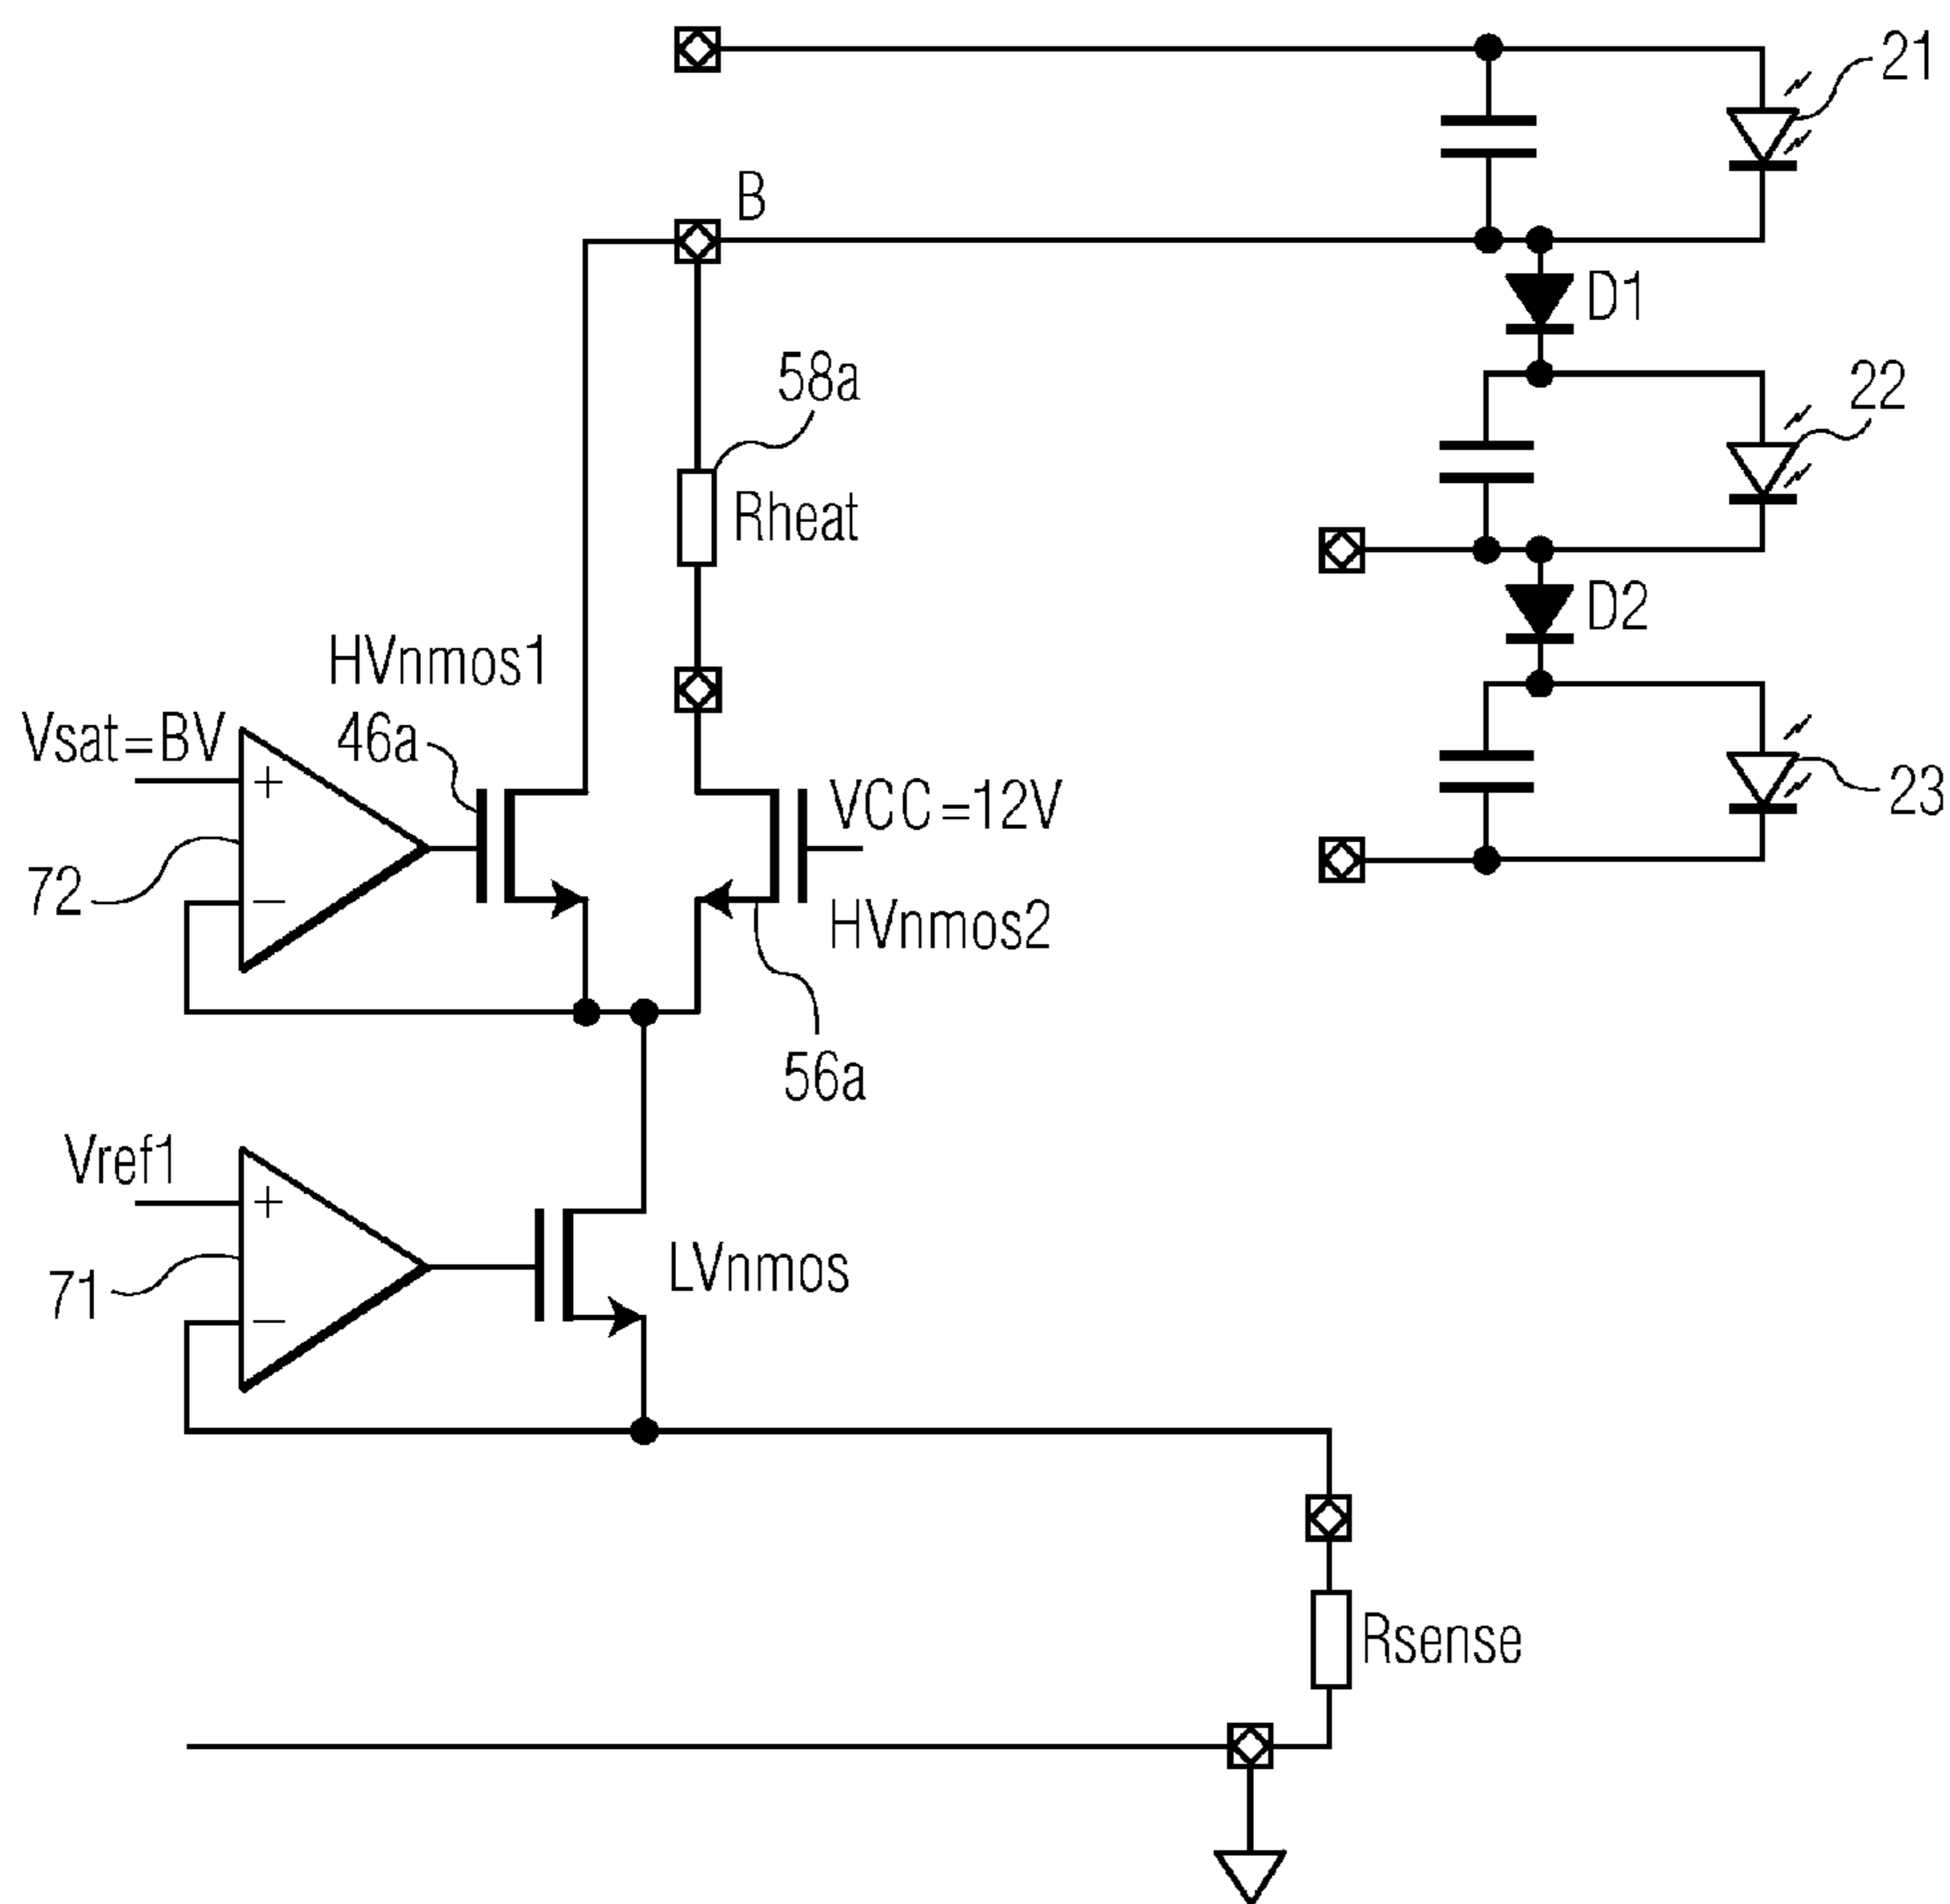 21
B
D1
58a
22
Rheat
D2
HVnmos1
Vsat=BV
+
46a
VCC=12V
23
72
−
HVnmos2
56a
Vref1
+
LVnmos
71
−
Rsense